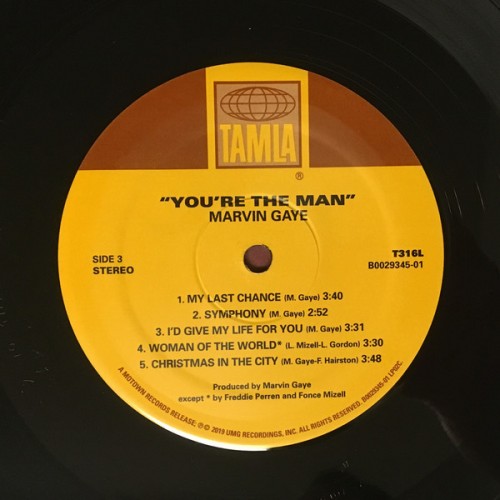 TAMLA
®
"YOU'RE THE MAN"
MARVIN GAYE
SIDE 3
STEREO
T316L
B0029345-01
1. MY LAST CHANCE (M. Gaye) 3:40
2. SYMPHONY (M. Gaye) 2:52
3. I'D GIVE MY LIFE FOR YOU (M. Gaye) 3:31
4. WOMAN OF THE WORLD* (L. Mizell-L. Gordon) 3:30
5. CHRISTMAS IN THE CITY (M. Gaye-F. Hairston) 3:48
Produced by Marvin Gaye
except * by Freddie Perren and Fonce Mizell
A MOTOWN RECORDS RELEASE; ℗© 2019 UMG RECORDINGS, INC. ALL RIGHTS RESERVED. B0029345-01 LP02C